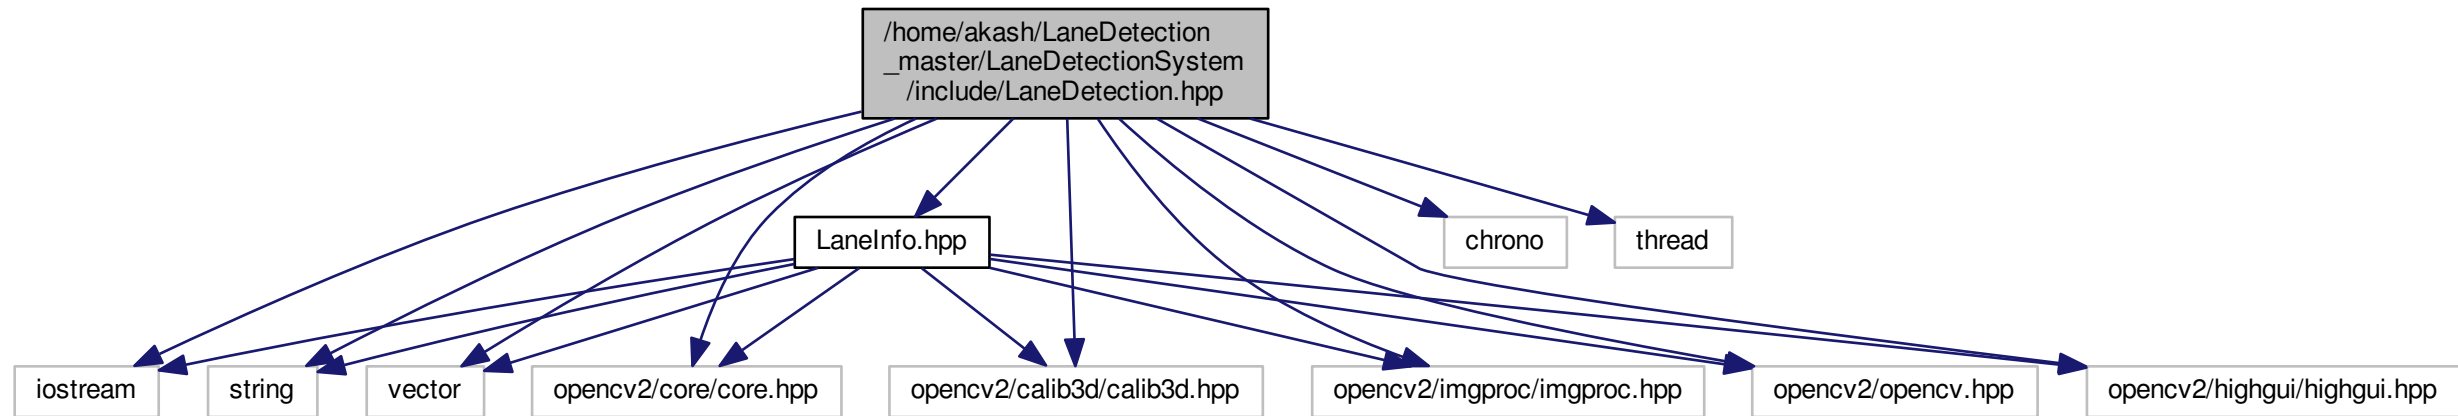 /home/akash/LaneDetection
_master/LaneDetectionSystem
/include/LaneDetection.hpp
LaneInfo.hpp
chrono
thread
iostream
string
vector
opencv2/core/core.hpp
opencv2/calib3d/calib3d.hpp
opencv2/imgproc/imgproc.hpp
opencv2/opencv.hpp
opencv2/highgui/highgui.hpp